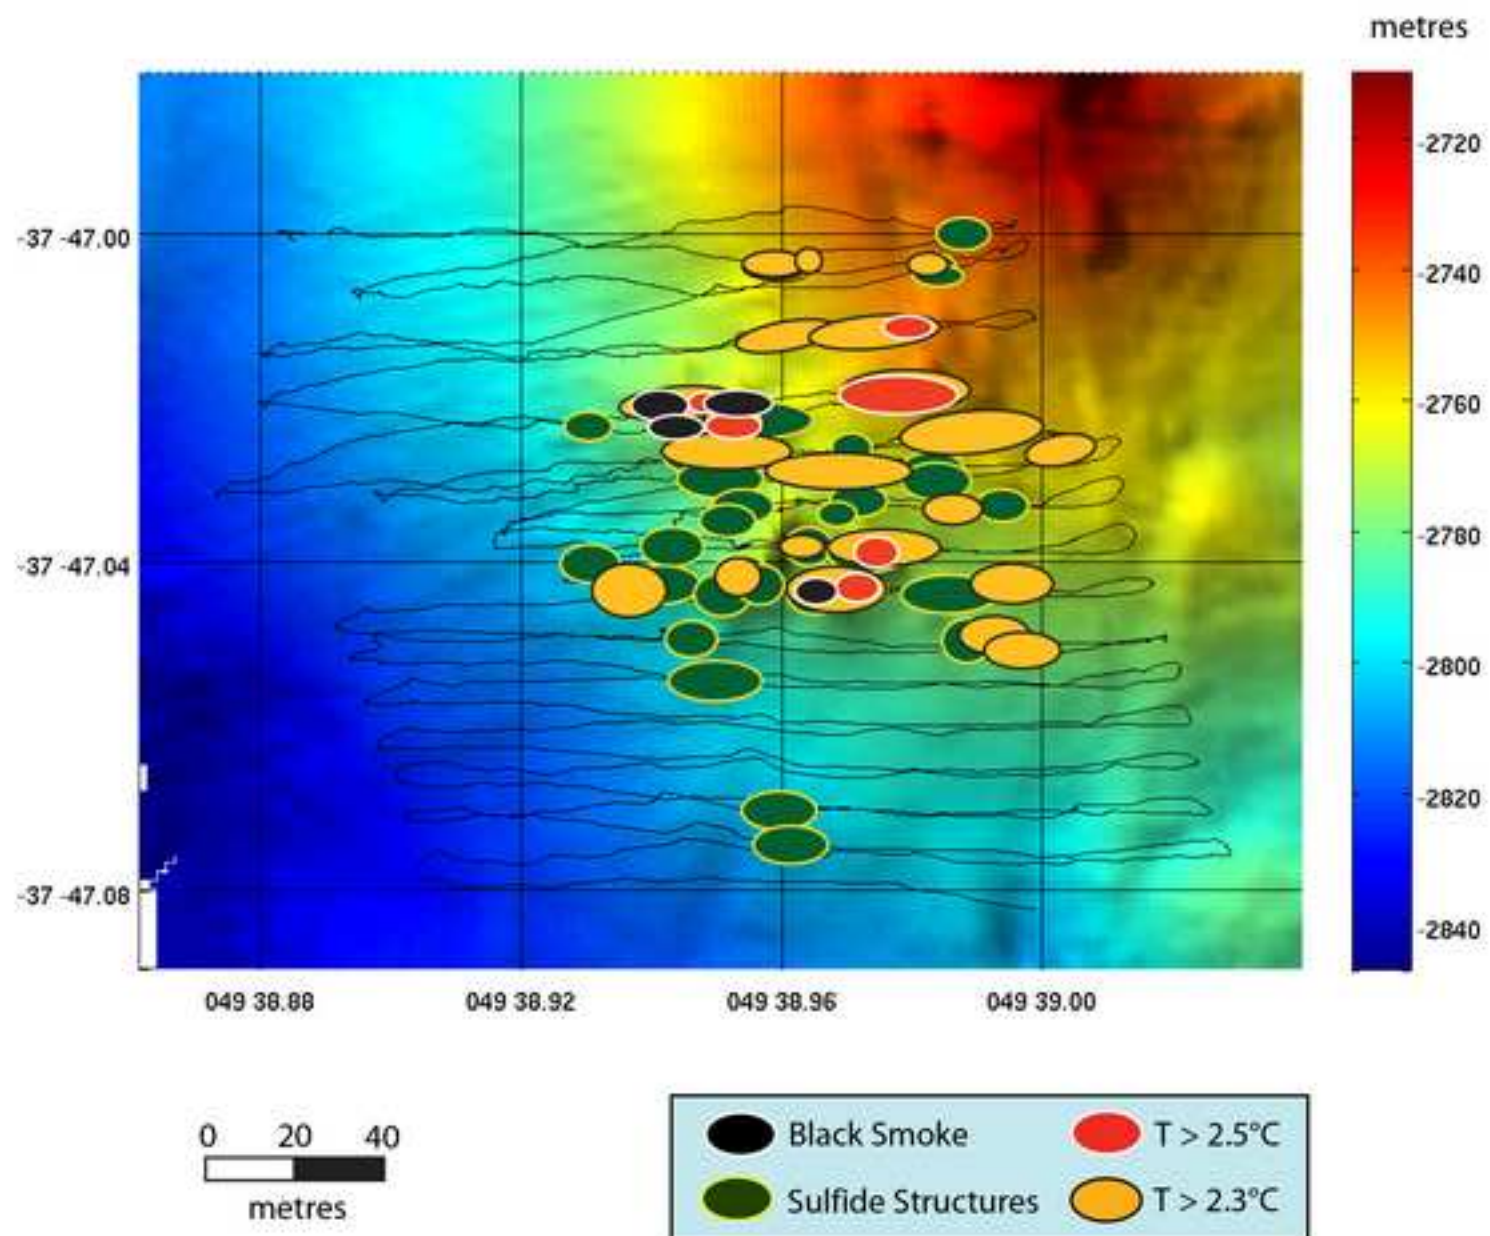 metres
-2720
-37 -47.00
-2740
-2760
-2780
-37 -47.04
-2800
-2820
-37 -47.08
-2840
049 38.88 049 38.92 049 38.96 049 39.00
0 20 40
metres
Black Smoke T > 2.5°C
Sulfide Structures T > 2.3°C